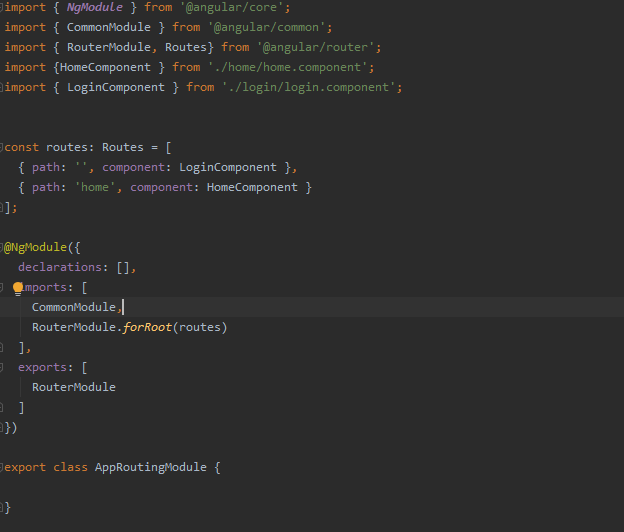 import { NgModule } from '@angular/core';
import { CommonModule } from '@angular/common';
import { RouterModule, Routes} from '@angular/router';
import {HomeComponent } from './home/home.component';
import { LoginComponent } from './login/login.component';
const routes: Routes = [
{ path: '', component: LoginComponent },
{ path: 'home', component: HomeComponent }
];
@NgModule({
declarations: [],
imports: [
CommonModule,
RouterModule.forRoot(routes)
],
exports: [
RouterModule
]
})
export class AppRoutingModule {
}